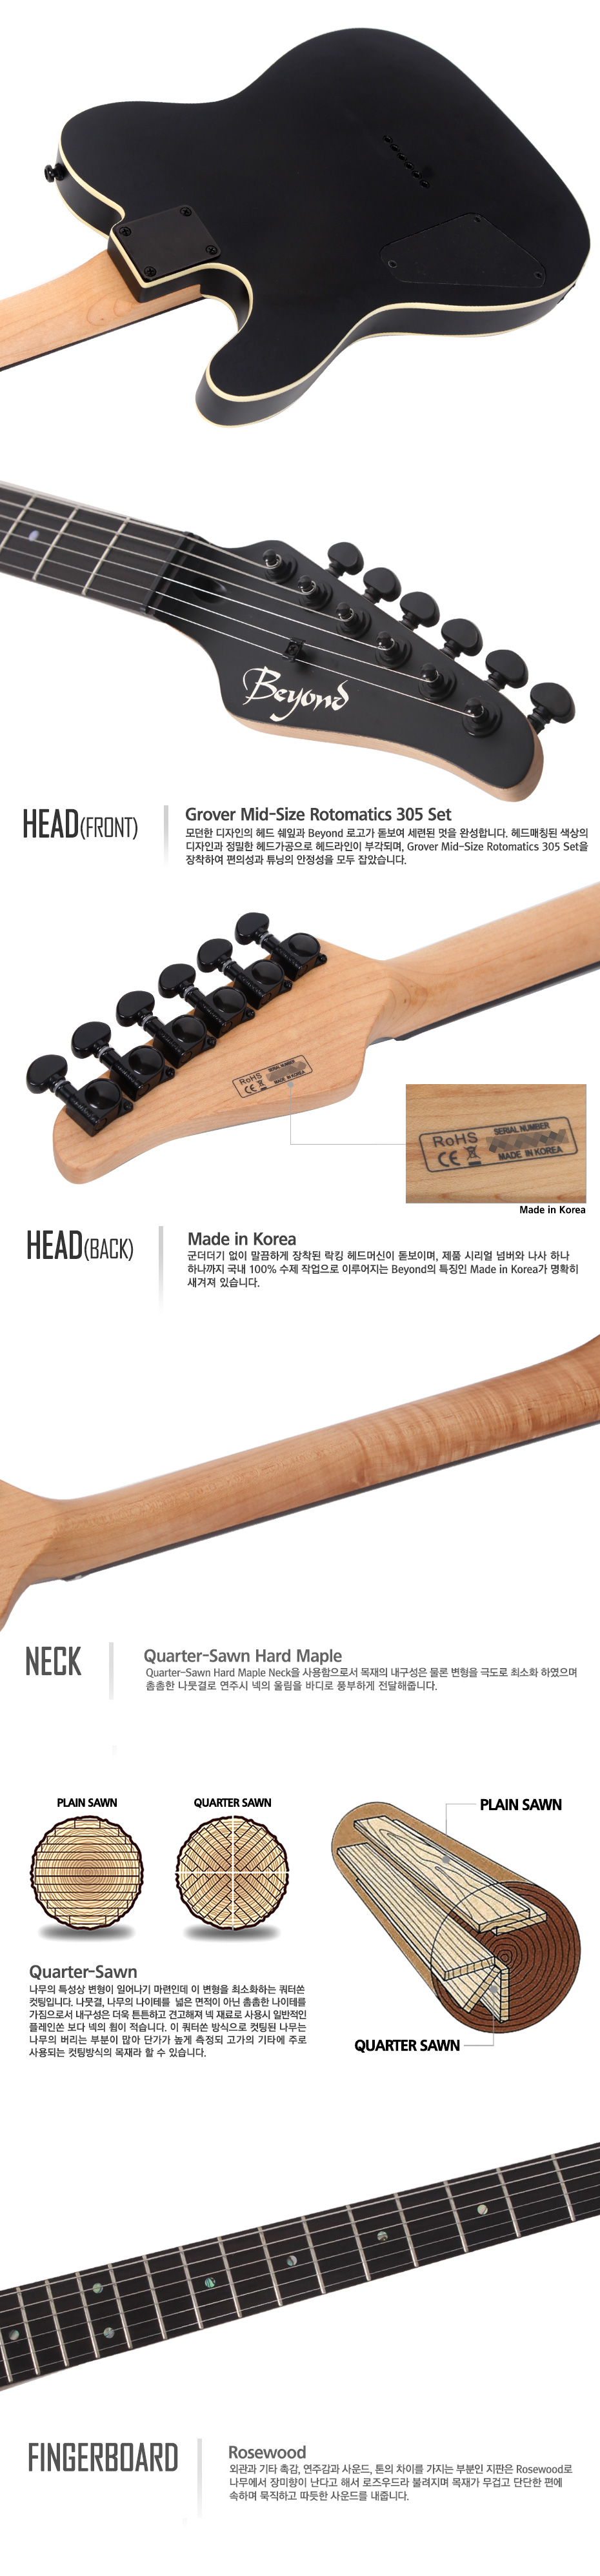 Beyond
HEAD(FRONT)
Grover Mid-Size Rotomatics 305 Set
모던한 디자인의 헤드 쉐잎과 Beyond 로고가 돋보여 세련된 멋을 완성합니다. 헤드매칭된 색상의
디자인과 정밀한 헤드가공으로 헤드라인이 부각되며, Grover Mid-Size Rotomatics 305 Set을
장착하여 편의성과 튜닝의 안정성을 모두 잡았습니다.
RoHS
SERIAL NUMBER
CE
MADE IN KOREA
RoHS
SERIAL NUMBER
CE
MADE IN KOREA
Made in Korea
HEAD(BACK)
Made in Korea
군더더기 없이 말끔하게 장착된 락킹 헤드머신이 돋보이며, 제품 시리얼 넘버와 나사 하나
하나까지 국내 100% 수제 작업으로 이루어지는 Beyond의 특징인 Made in Korea가 명확히
새겨져 있습니다.
NECK
Quarter-Sawn Hard Maple
Quarter-Sawn Hard Maple Neck을 사용함으로서 목재의 내구성은 물론 변형을 극도로 최소화 하였으며
촘촘한 나뭇결로 연주시 넥의 울림을 바디로 풍부하게 전달해줍니다.
PLAIN SAWN
QUARTER SAWN
PLAIN SAWN
Quarter-Sawn
나무의 특성상 변형이 일어나기 마련인데 이 변형을 최소화하는 쿼터쏜
컷팅입니다. 나뭇결, 나무의 나이테를 넓은 면적이 아닌 촘촘한 나이테를
가짐으로서 내구성은 더욱 튼튼하고 견고해져 넥 재료로 사용시 일반적인
플레인쏜 보다 넥의 휨이 적습니다. 이 쿼터쏜 방식으로 컷팅된 나무는
나무의 버리는 부분이 많아 단가가 높게 측정되 고가의 기타에 주로
사용되는 컷팅방식의 목재라 할 수 있습니다.
QUARTER SAWN
FINGERBOARD
Rosewood
외관과 기타 촉감, 연주감과 사운드, 톤의 차이를 가지는 부분인 지판은 Rosewood로
나무에서 장미향이 난다고 해서 로즈우드라 불려지며 목재가 무겁고 단단한 편에
속하며 묵직하고 따듯한 사운드를 내줍니다.